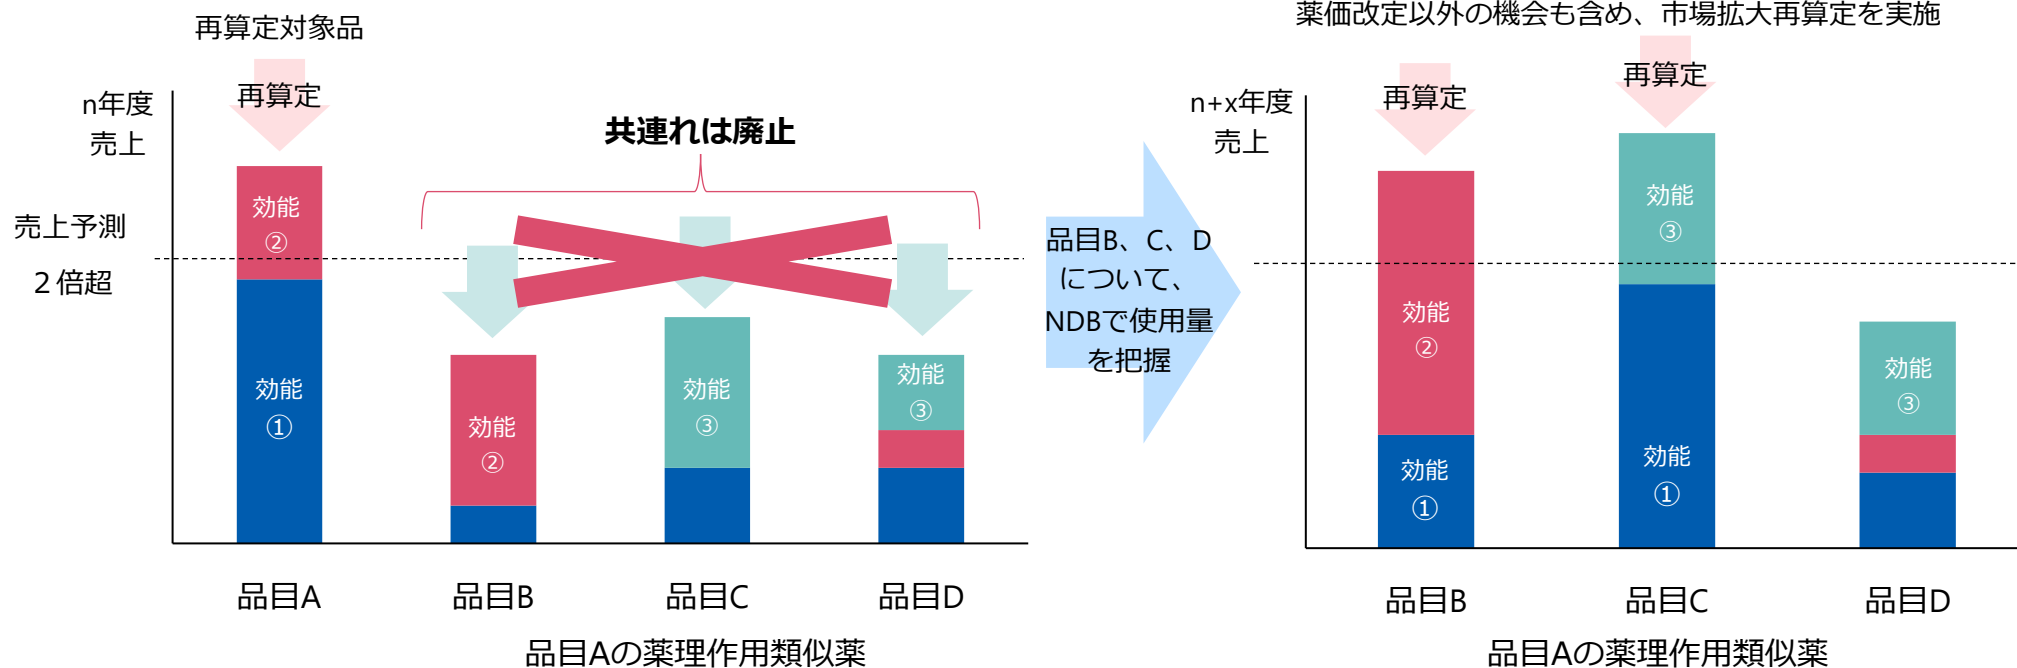 再算定対象品
再算定
n年度
売上
売上予測
２倍超
共連れは廃止
効能
②
効能
①
効能
②
効能
③
効能
③
品目A
品目B
品目C
品目D
品目Aの薬理作用類似薬
品目B、C、D
について、
NDBで使用量
を把握
薬価改定以外の機会も含め、市場拡大再算定を実施
再算定
再算定
n+x年度
売上
効能
②
効能
①
効能
③
効能
①
効能
③
品目B
品目C
品目D
品目Aの薬理作用類似薬